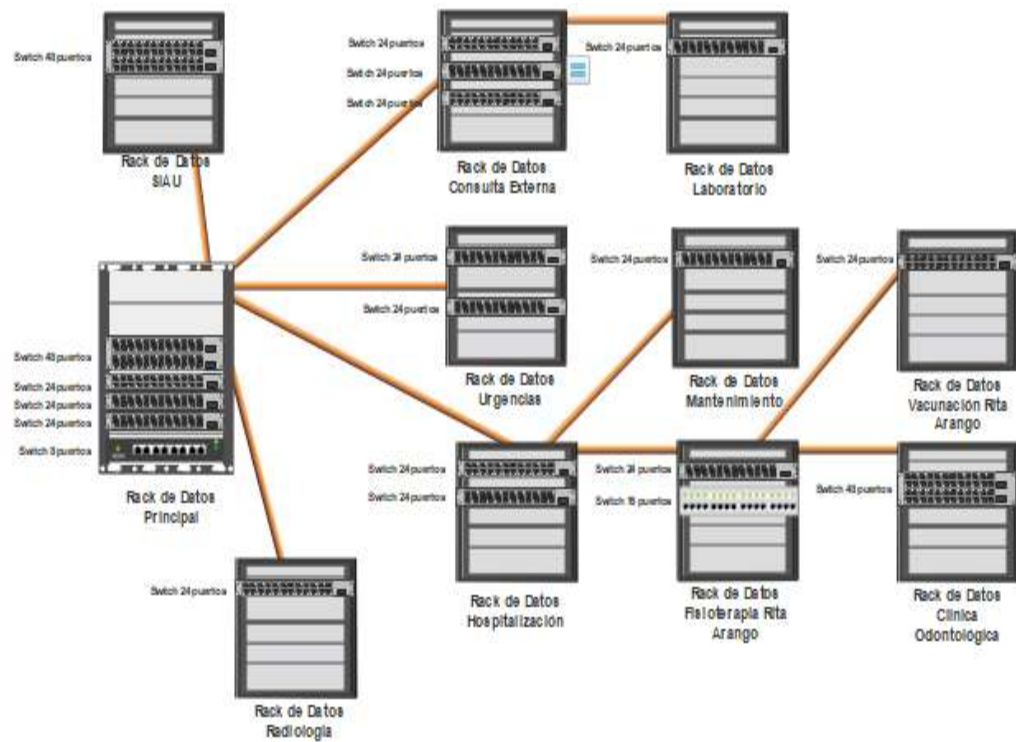 Switch 48 puertos
Rack de Datos
SIAU
Switch 24 puertos
Switch 24 puertos
Switch 24 puertos
Rack de Datos
Consulta Externa
Switch 24 puertos
Rack de Datos
Laboratorio
Switch 24 puertos
Switch 24 puertos
Rack de Datos
Urgencias
Switch 24 puertos
Rack de Datos
Mantenimiento
Switch 24 puertos
Rack de Datos
Vacunación Rita
Arango
Switch 48 puertos
Switch 24 puertos
Switch 24 puertos
Switch 24 puertos
Switch 8 puertos
Rack de Datos
Principal
Switch 24 puertos
Switch 24 puertos
Rack de Datos
Hospitalización
Switch 24 puertos
Switch 16 puertos
Rack de Datos
Fisioterapia Rita
Arango
Switch 48 puertos
Rack de Datos
Clinica
Odontológica
Switch 24 puertos
Rack de Datos
Radiologia